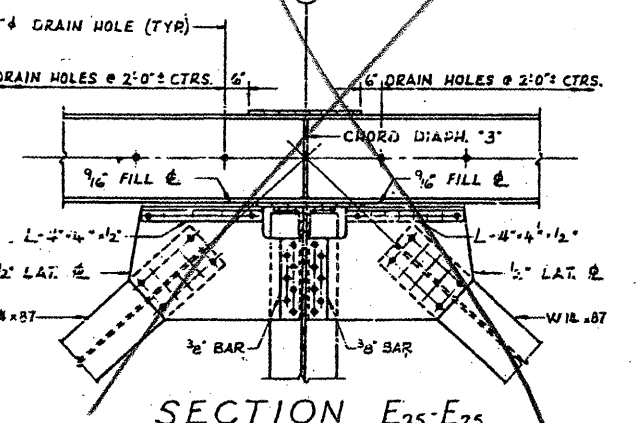 "⌀ DRAIN HOLE (TYP.)
DRAIN HOLES @ 2'-0"± CTRS. 6"
6" DRAIN HOLES @ 2'-0"± CTRS.
CHORD DIAPH. "3"
9/16" FILL ℄
9/16" FILL ℄
L-4"×4"×1/2"
L-4"×4"×1/2"
1/2" LAT. ℄
1/2" LAT. ℄
×87
W14 ×87
3/8" BAR
3/8" BAR
SECTION E25-E25